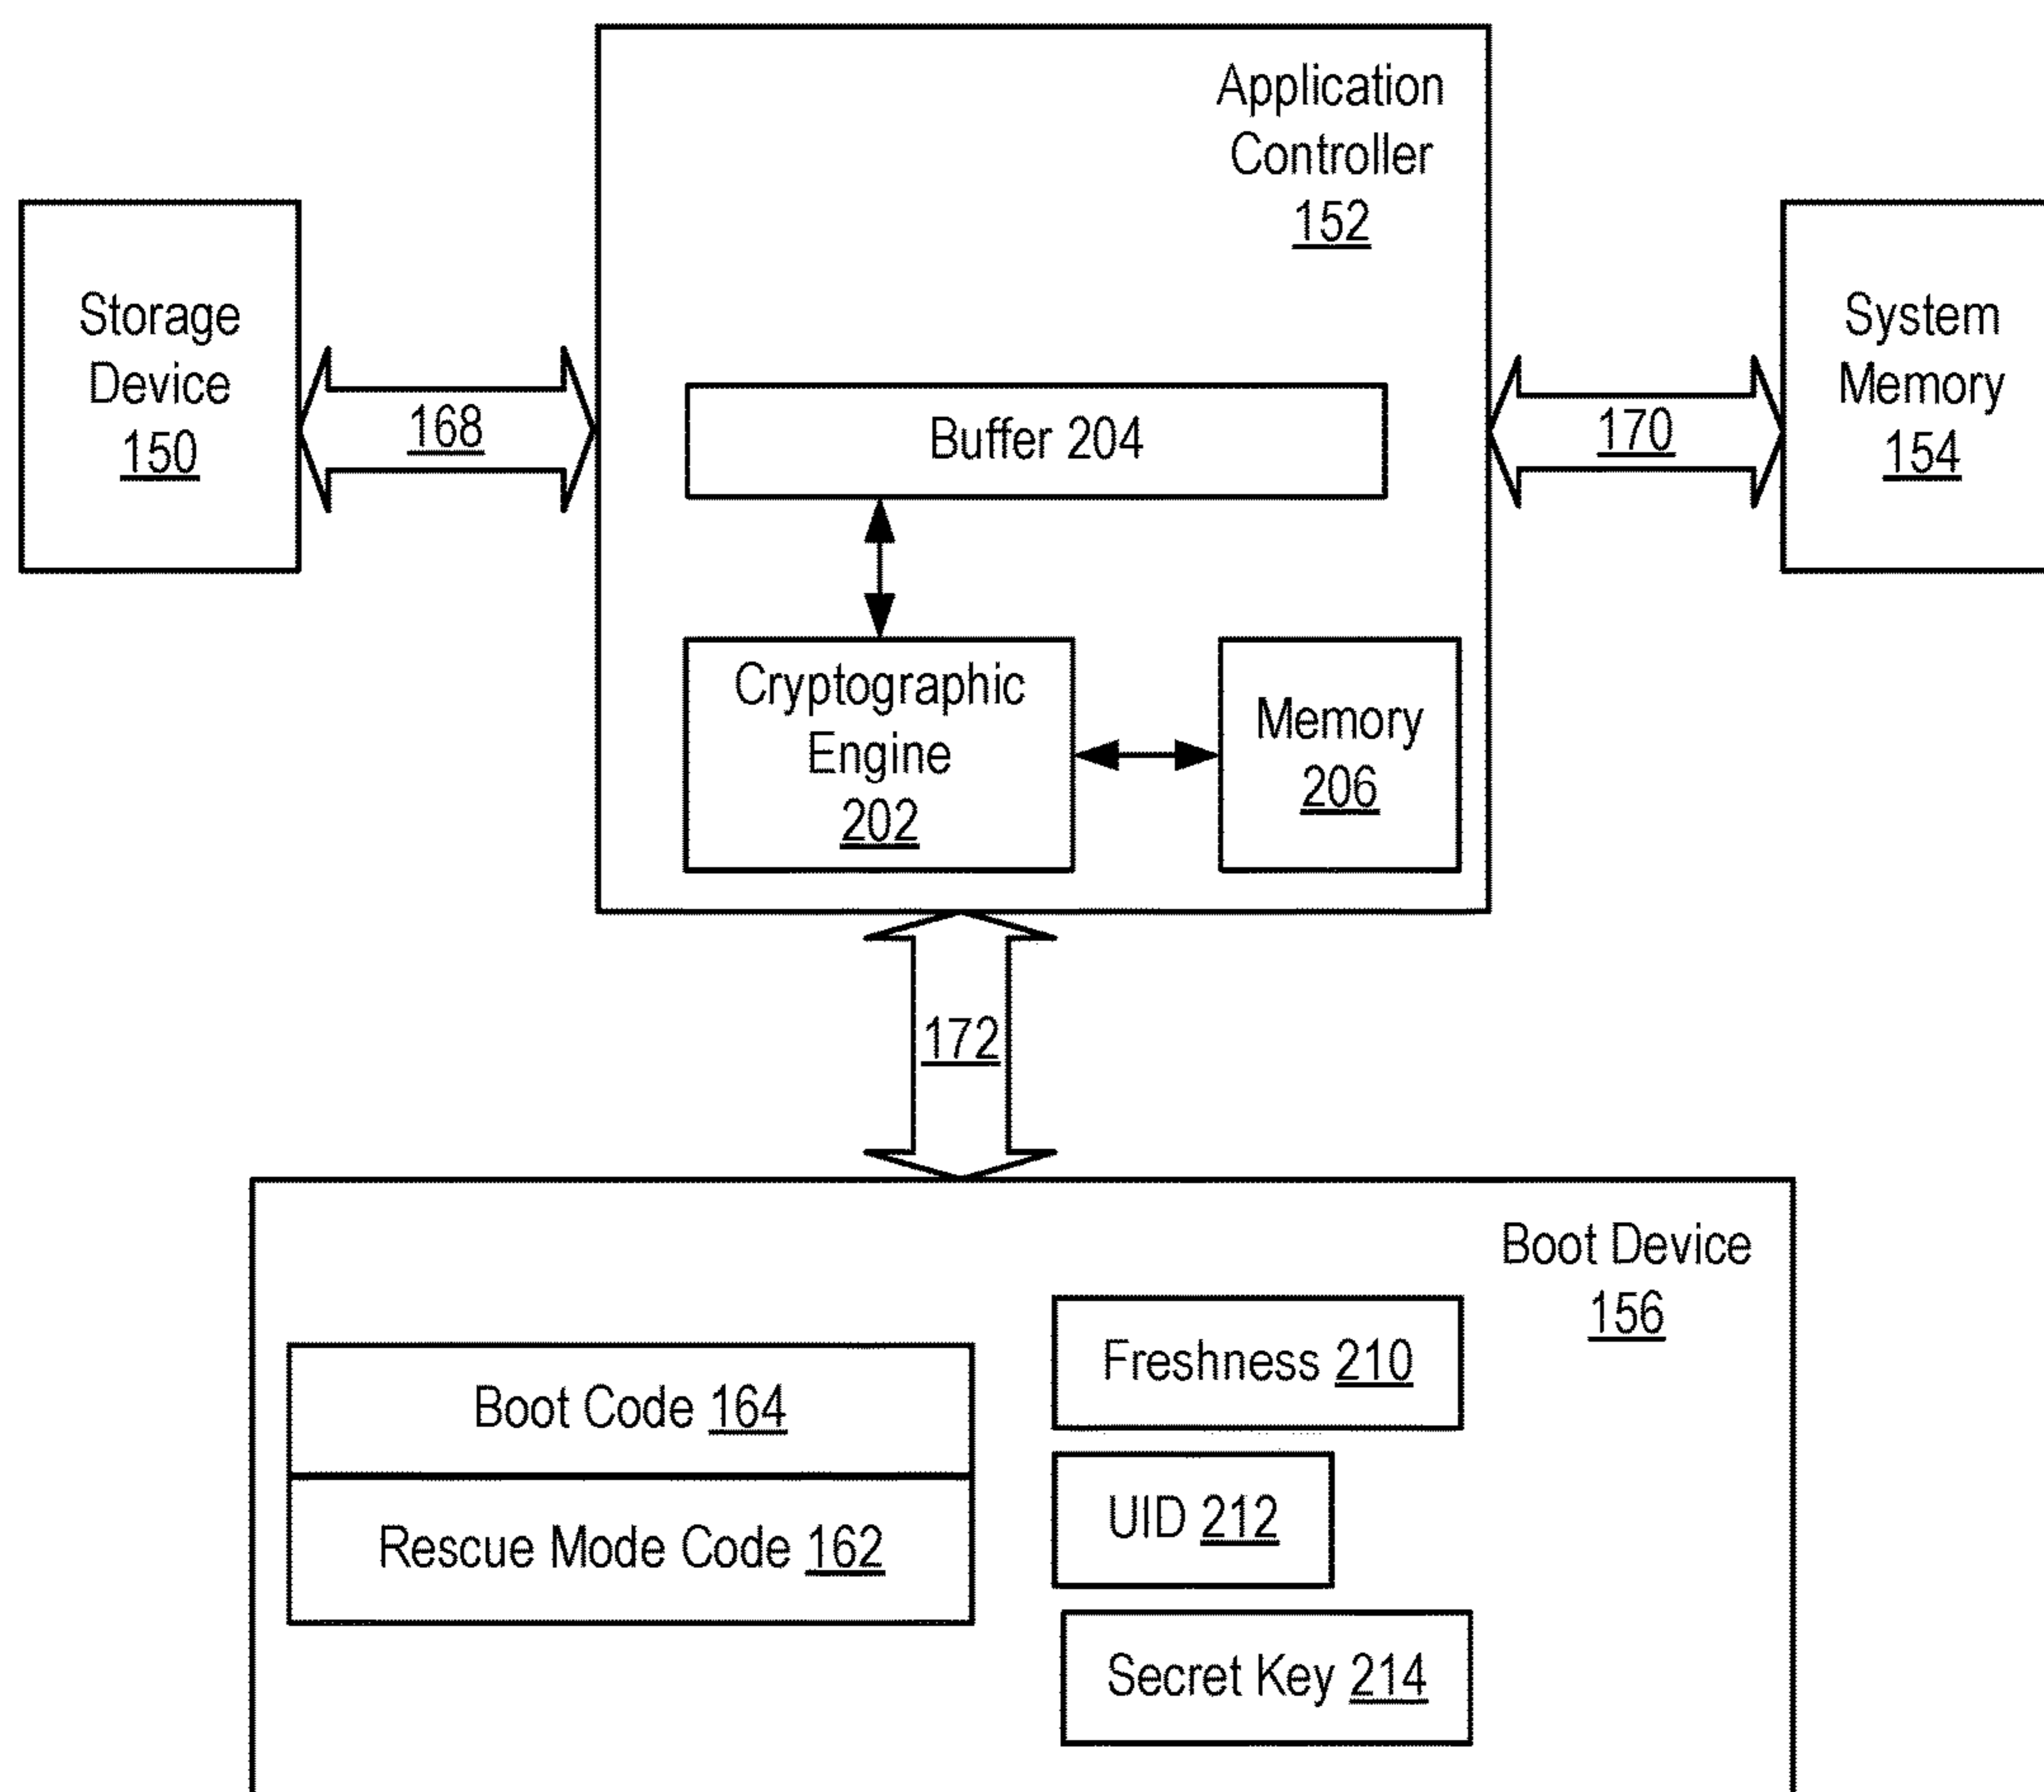 Application
Controller
152
Storage
Device
150
168
Buffer 204
170
System
Memory
154
Cryptographic
Engine
202
Memory
206
172
Boot Device
156
Boot Code 164
Rescue Mode Code 162
Freshness 210
UID 212
Secret Key 214